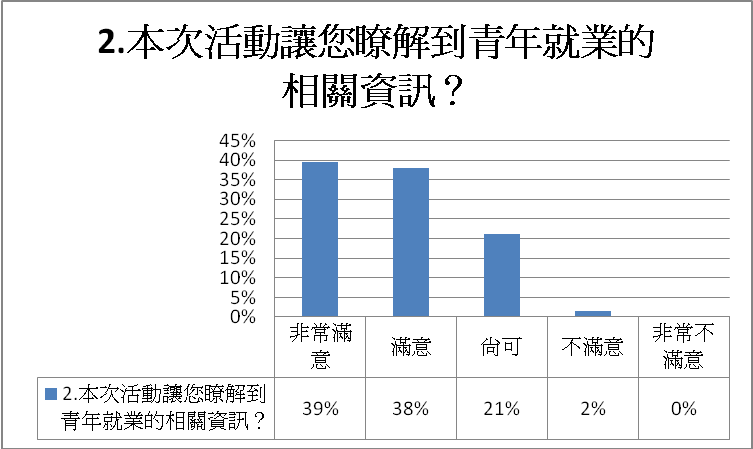 2.本次活動讓您瞭解到青年就業的
相關資訊？
45%
40%
35%
30%
25%
20%
15%
10%
5%
0%
非常滿
意
滿意
尙可
不滿意
非常不
滿意
2.本次活動讓您瞭解到
青年就業的相關資訊？
39%
38%
21%
2%
0%